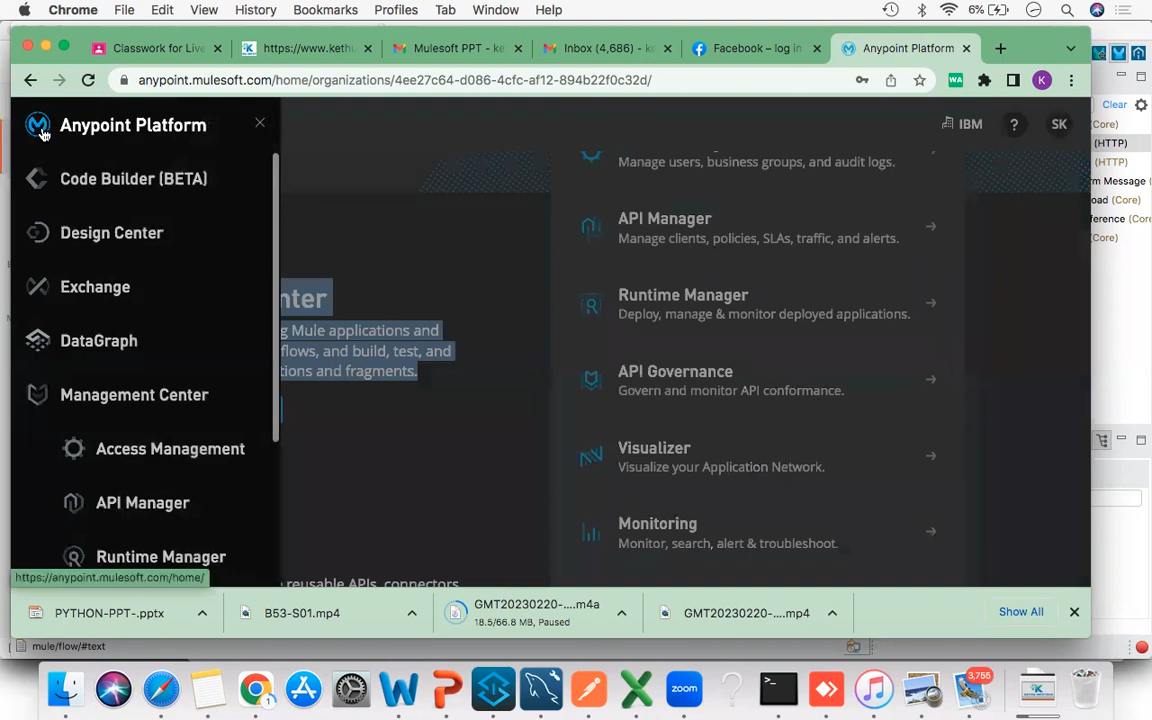 Chrome File Edit View History Bookmarks Profiles Tab Window Help 6%
Classwork for Live
https://www.kethu
Mulesoft PPT - ke
Inbox (4,686) - ke
Facebook – log in
Anypoint Platform
anypoint.mulesoft.com/home/organizations/4ee27c64-d086-4cfc-af12-894b22f0c32d/
WA
K
Clear
(Core)
(HTTP)
(HTTP)
rm Message (
oad (Core)
ference (Core
(Core)
Anypoint Platform
IBM
?
SK
Code Builder (BETA)
Design Center
Exchange
DataGraph
Management Center
Access Management
API Manager
Runtime Manager
https://anypoint.mulesoft.com/home/
nter
g Mule applications and
flows, and build, test, and
tions and fragments.
reusable APIs, connectors
Manage users, business groups, and audit logs.
API Manager
Manage clients, policies, SLAs, traffic, and alerts.
Runtime Manager
Deploy, manage & monitor deployed applications.
API Governance
Govern and monitor API conformance.
Visualizer
Visualize your Application Network.
Monitoring
Monitor, search, alert & troubleshoot.
PYTHON-PPT-.pptx
B53-S01.mp4
GMT20230220-....m4a
18.5/66.8 MB, Paused
GMT20230220-....mp4
Show All
mule/flow/#text
zoom
3,755